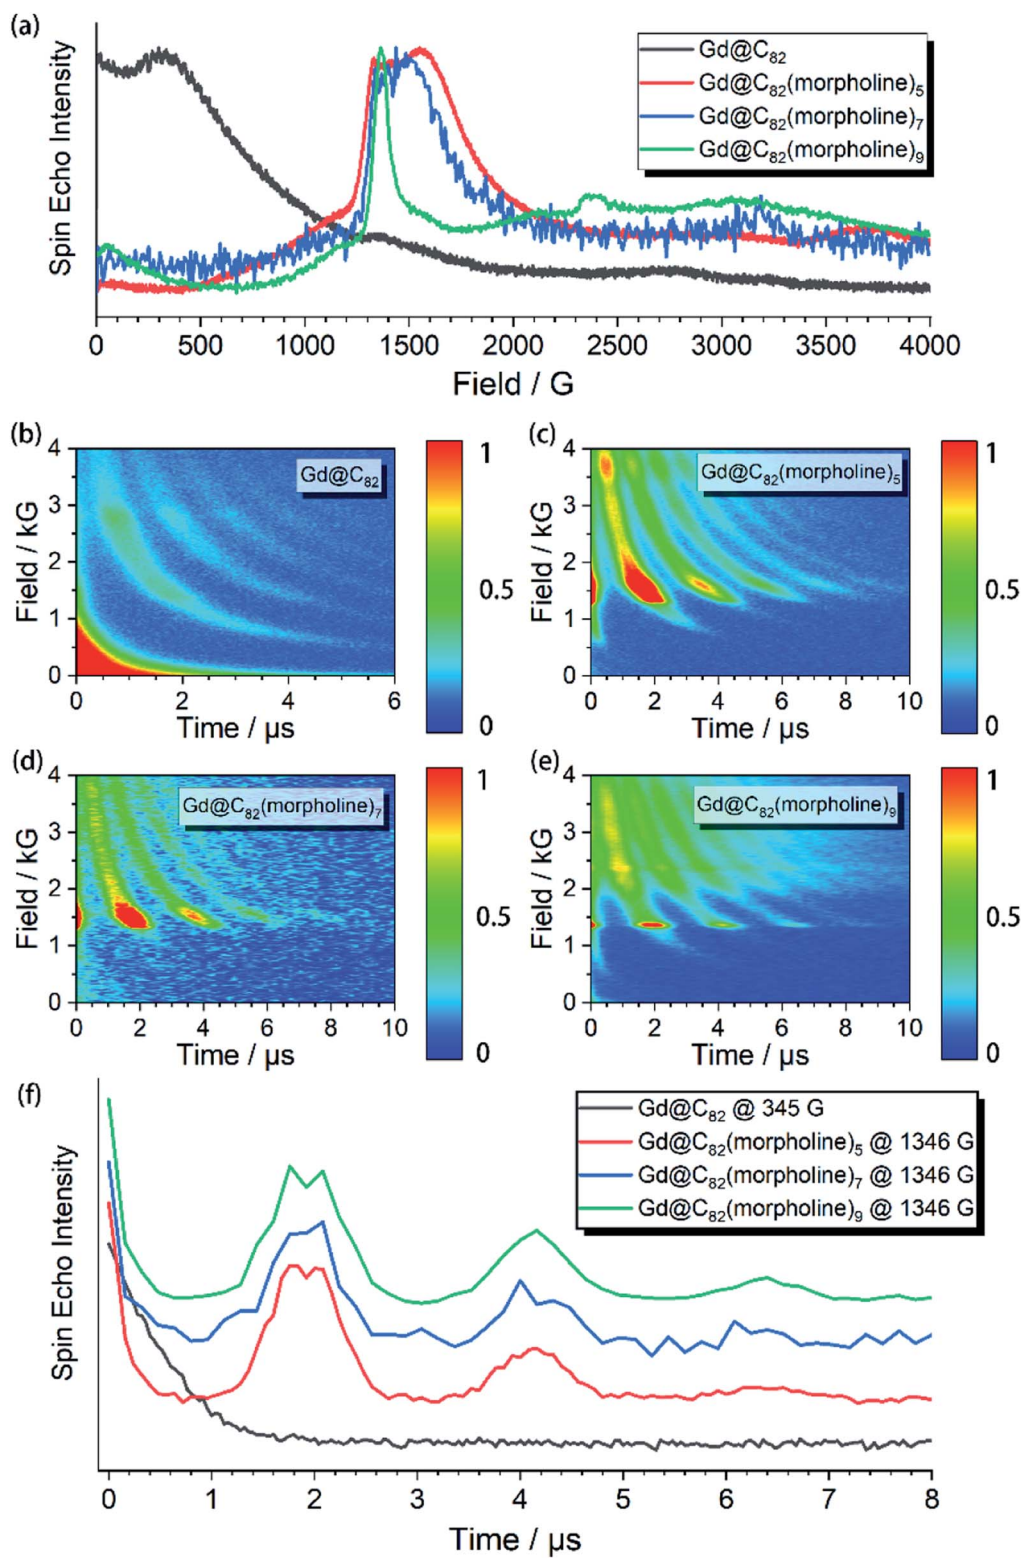 (a)
Spin Echo Intensity
Gd@C₈₂
Gd@C₈₂(morpholine)₅
Gd@C₈₂(morpholine)₇
Gd@C₈₂(morpholine)₉
0 500 1000 1500 2000 2500 3000 3500 4000
Field / G
(b)
Field / kG
4
3
2
1
0
Gd@C₈₂
0 2 4 6
Time / μs
1
0.5
0
(c)
Field / kG
4
3
2
1
0
Gd@C₈₂(morpholine)₅
0 2 4 6 8 10
Time / μs
1
0.5
0
(d)
Field / kG
4
3
2
1
0
Gd@C₈₂(morpholine)₇
0 2 4 6 8 10
Time / μs
1
0.5
0
(e)
Field / kG
4
3
2
1
0
Gd@C₈₂(morpholine)₉
0 2 4 6 8 10
Time / μs
1
0.5
0
(f)
Spin Echo Intensity
Gd@C₈₂ @ 345 G
Gd@C₈₂(morpholine)₅ @ 1346 G
Gd@C₈₂(morpholine)₇ @ 1346 G
Gd@C₈₂(morpholine)₉ @ 1346 G
0 1 2 3 4 5 6 7 8
Time / μs